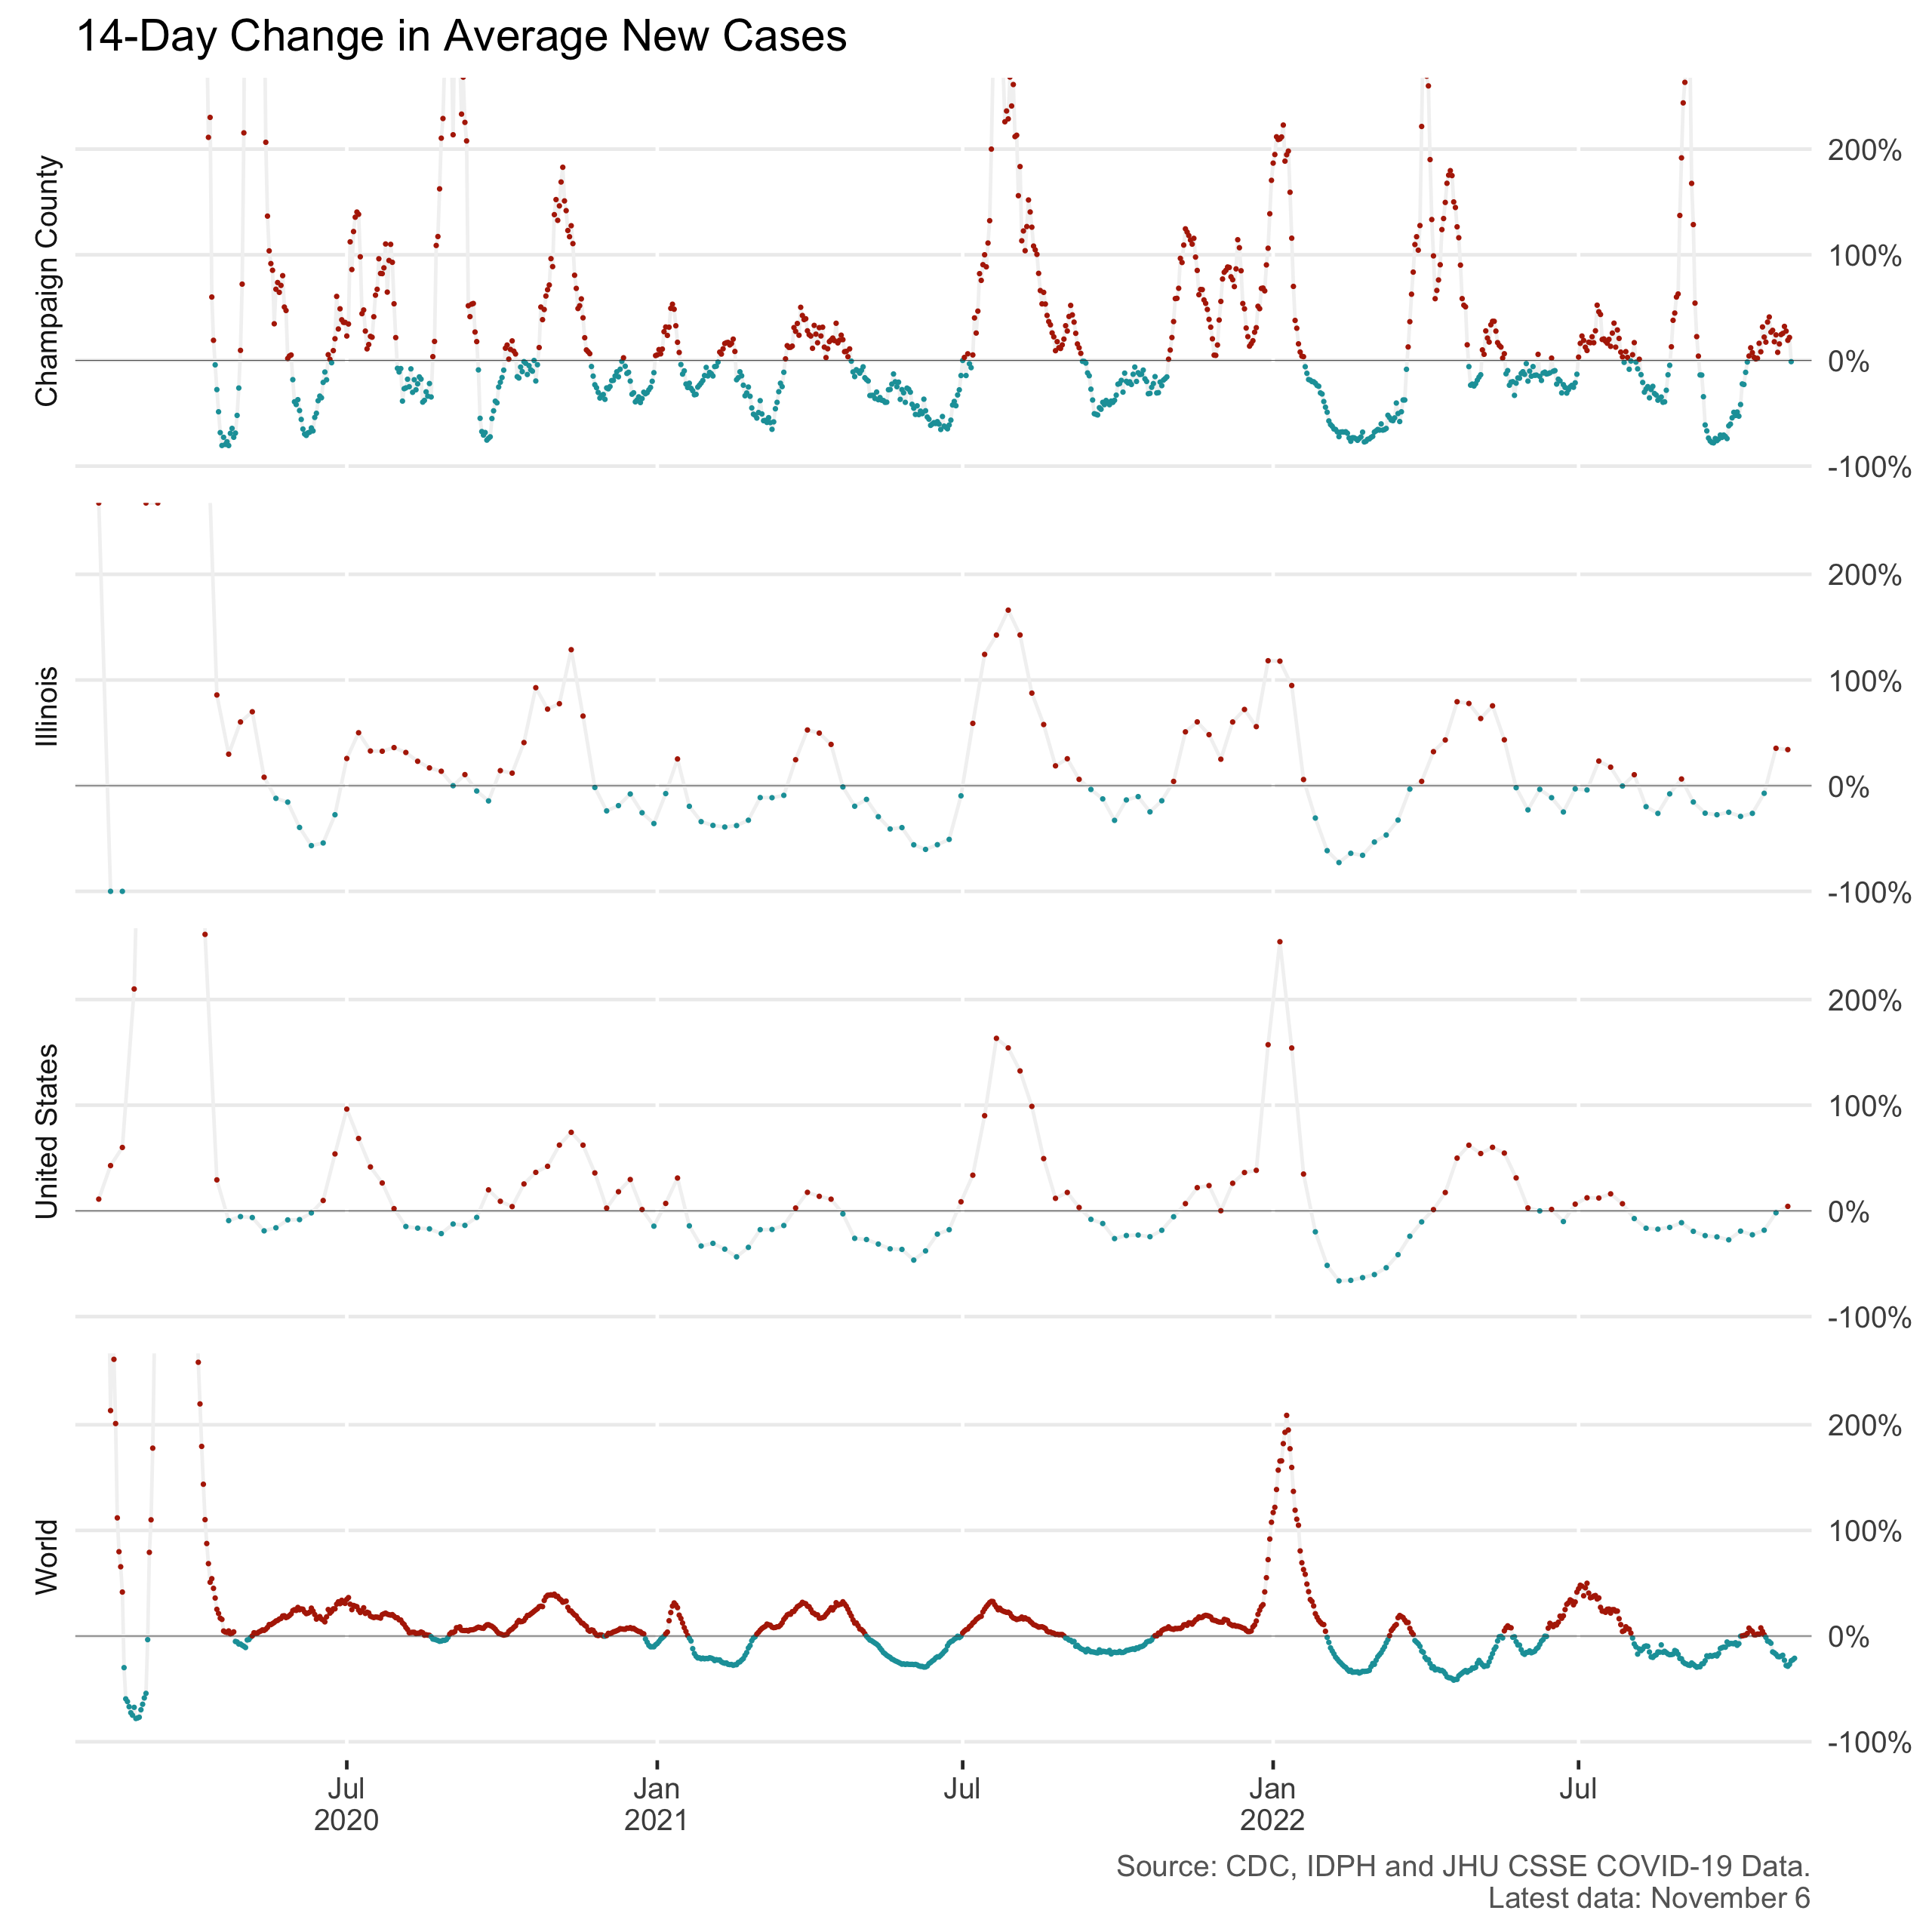 14-Day Change in Average New Cases
Champaign County
200%
100%
0%
-100%
Illinois
200%
100%
0%
-100%
United States
200%
100%
0%
-100%
World
200%
100%
0%
-100%
Jul
2020
Jan
2021
Jul
Jan
2022
Jul
Source: CDC, IDPH and JHU CSSE COVID-19 Data.
Latest data: November 6